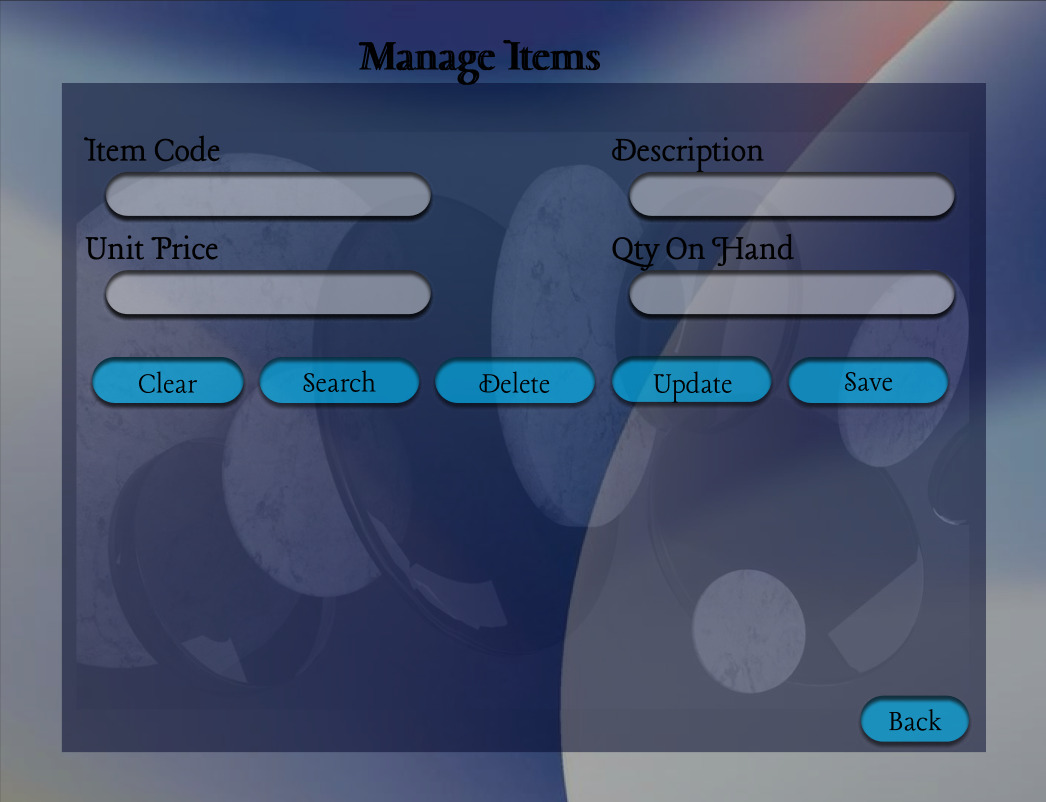 Manage Items
Item Code
Description
Unit Price
Qty On Hand
Clear
Search
Delete
Update
Save
Back